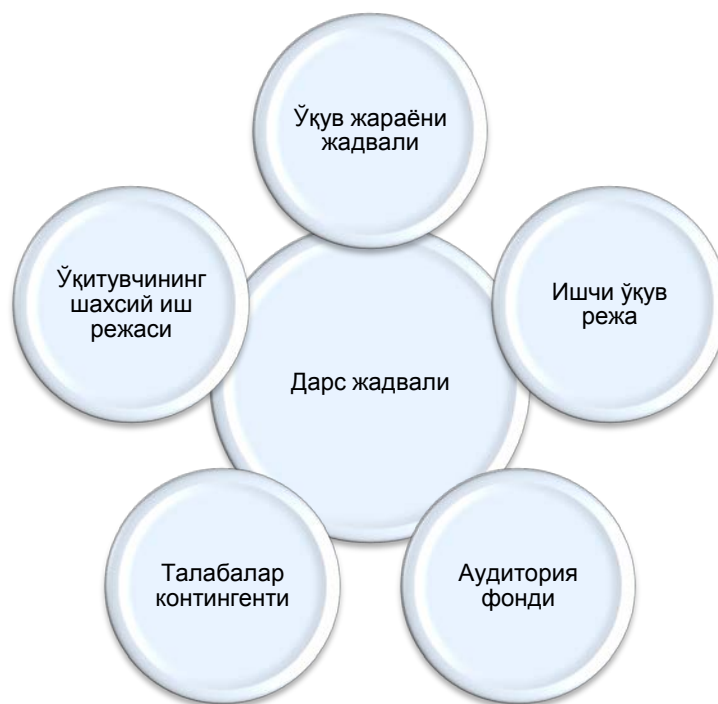 Ўқув жараёни
жадвали
Ўқитувчининг
шахсий иш
режаси
Ишчи ўқув
режа
Дарс жадвали
Талабалар
контингенти
Аудитория
фонди